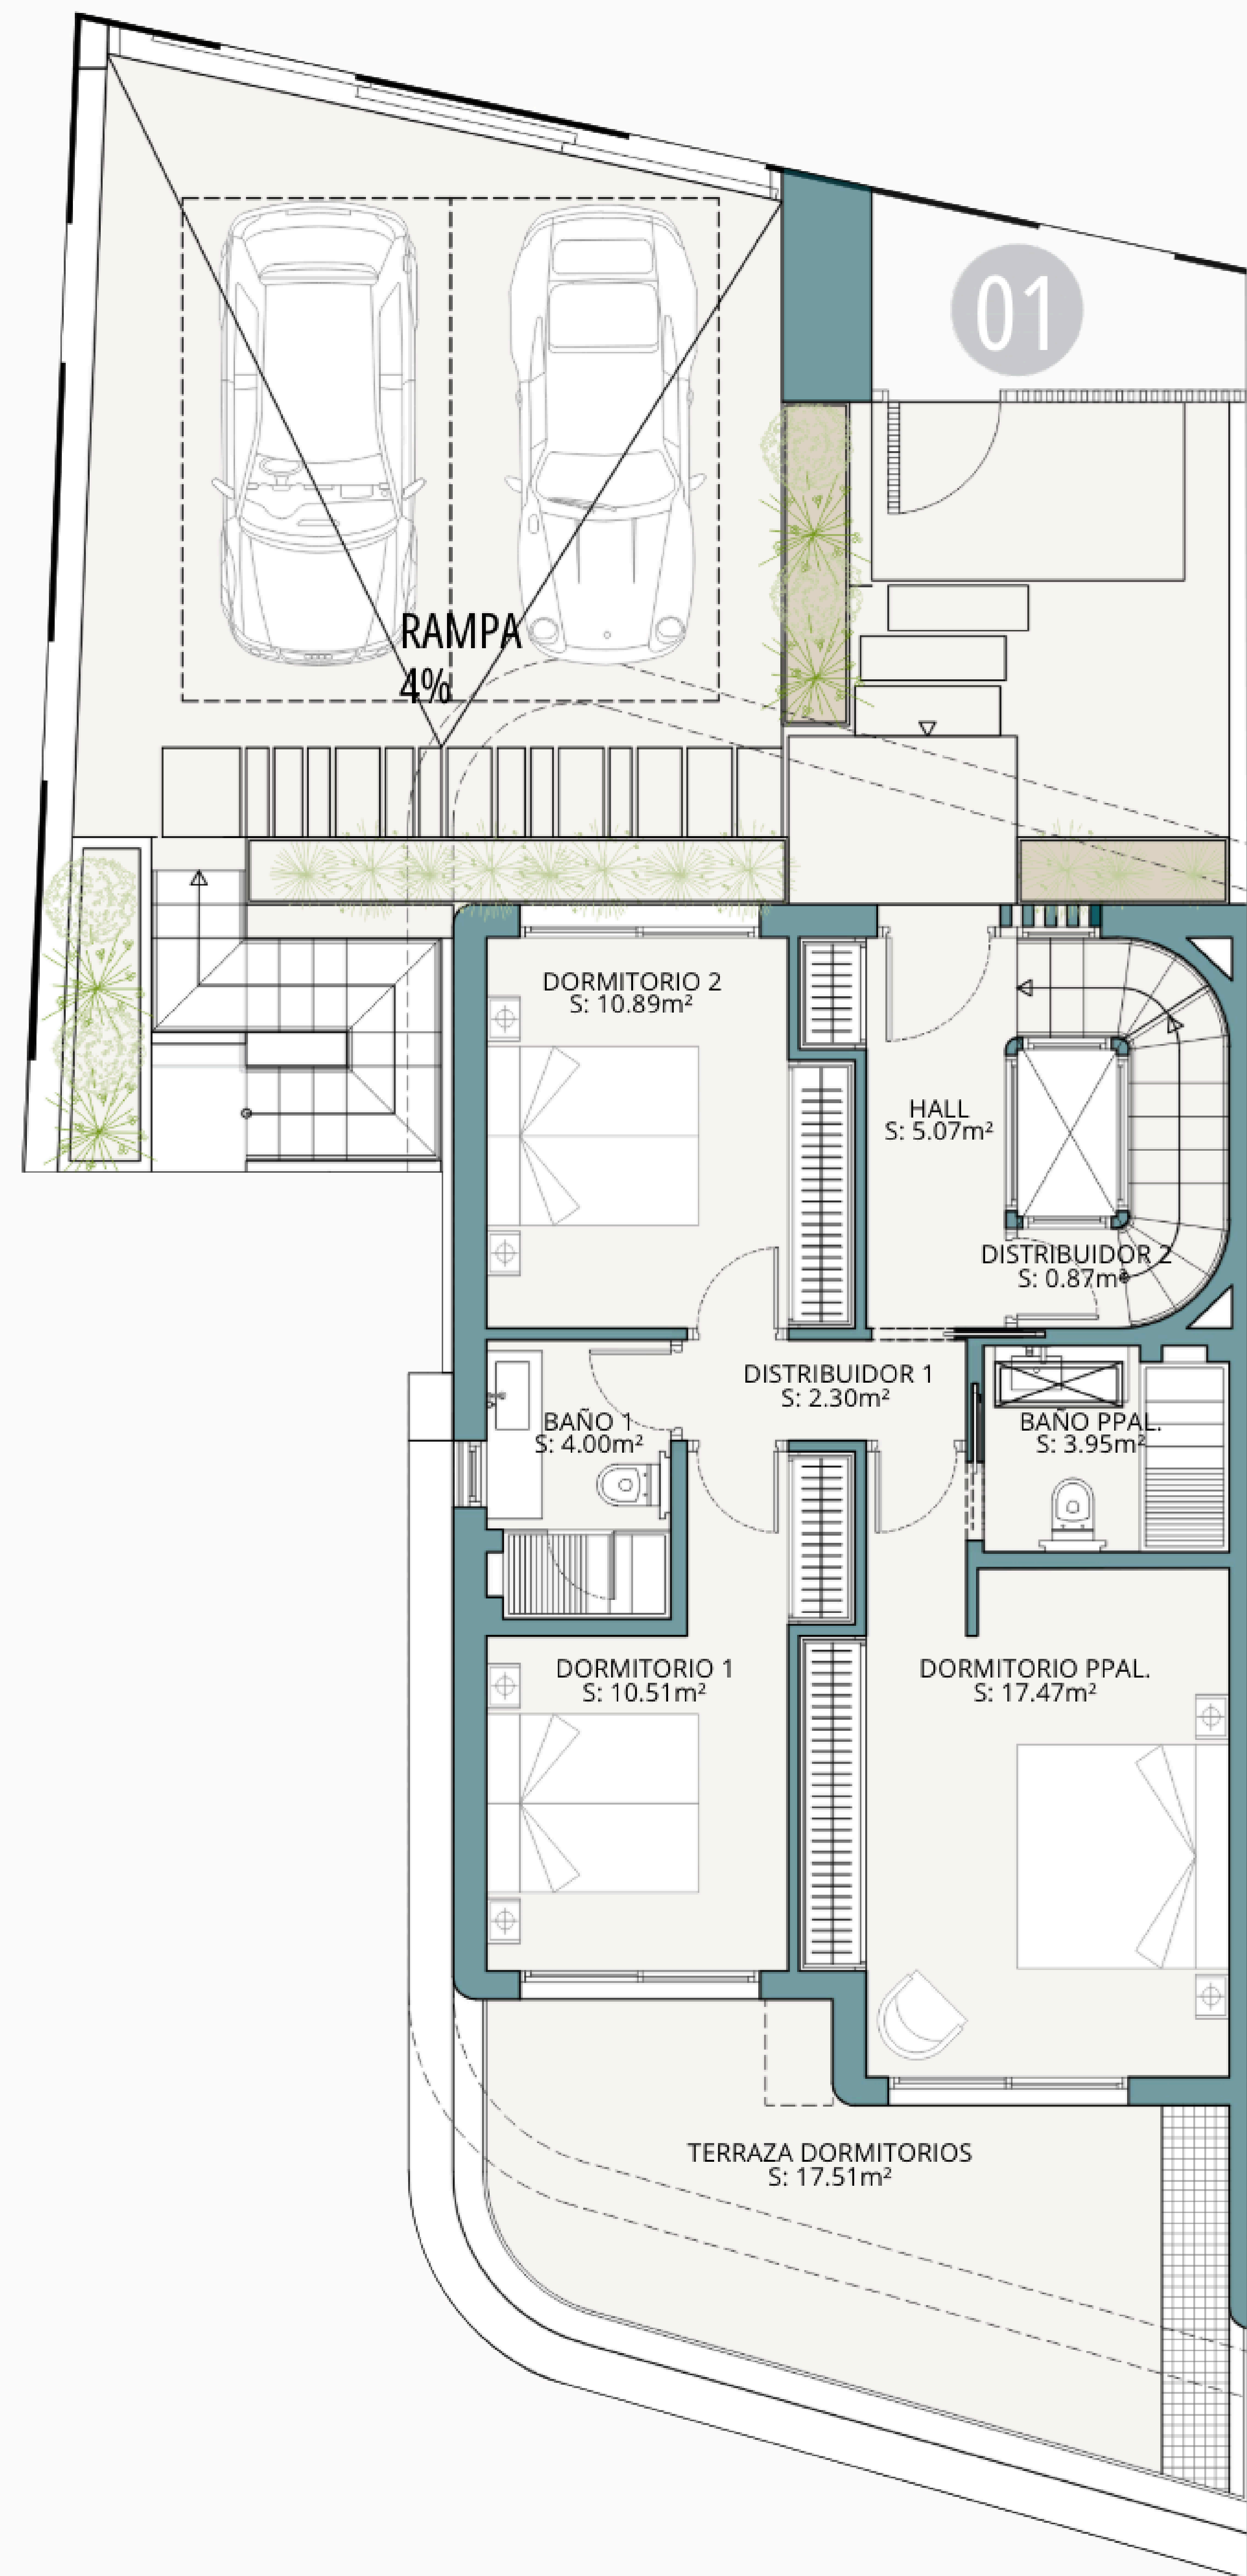 01
RAMPA
4%
DORMITORIO 2
S: 10.89m²
HALL
S: 5.07m²
DISTRIBUIDOR 2
S: 0.87m²
DISTRIBUIDOR 1
S: 2.30m²
BAÑO 1
S: 4.00m²
BAÑO PPAL.
S: 3.95m²
DORMITORIO 1
S: 10.51m²
DORMITORIO PPAL.
S: 17.47m²
TERRAZA DORMITORIOS
S: 17.51m²